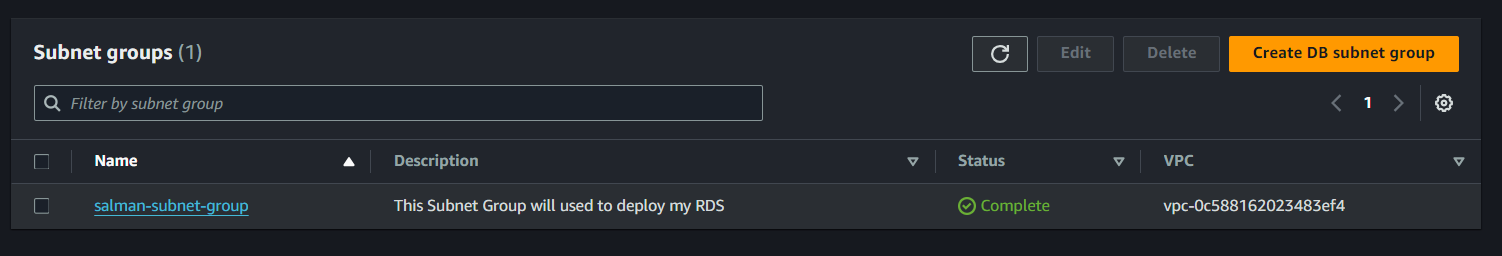 Subnet groups (1)
Edit
Delete
Create DB subnet group
Filter by subnet group
1
Name Description Status VPC
salman-subnet-group This Subnet Group will used to deploy my RDS Complete vpc-0c588162023483ef4